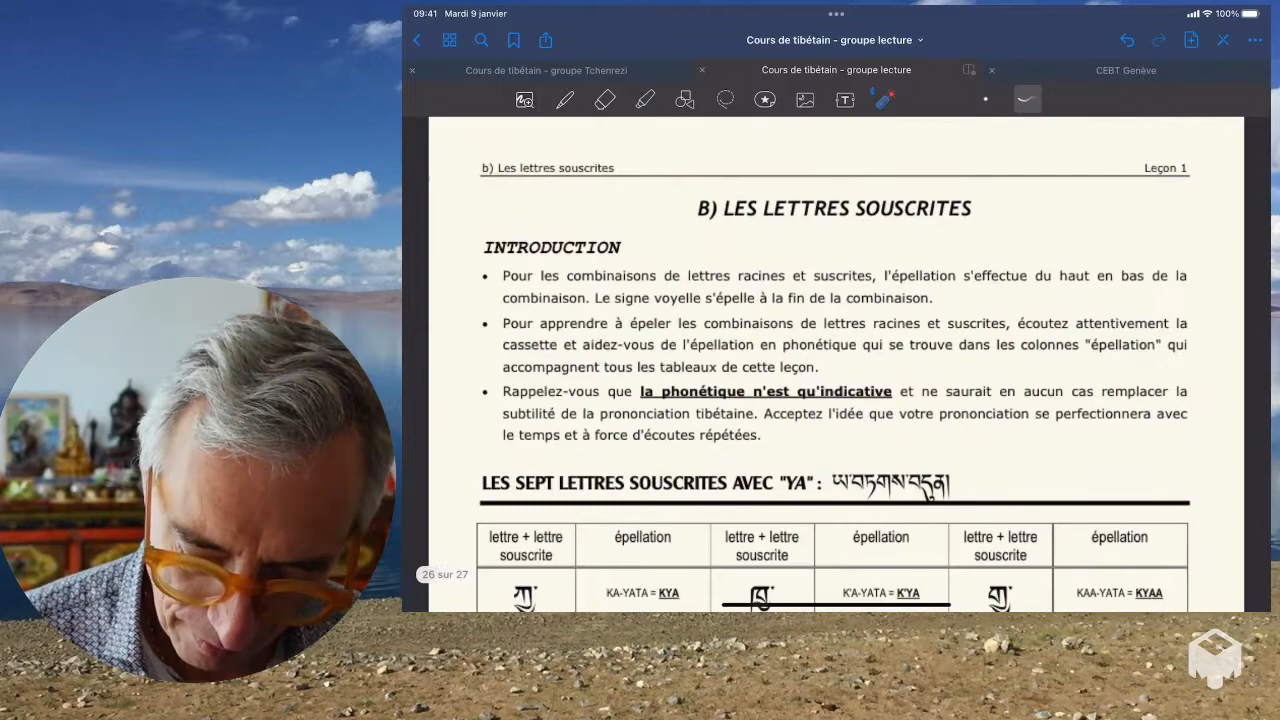 09:41 Mardi 9 janvier
100%
Cours de tibétain - groupe lecture
Cours de tibétain - groupe Tchenrezi
Cours de tibétain - groupe lecture
CEBT Genève
b) Les lettres souscrites Leçon 1
B) LES LETTRES SOUSCRITES
INTRODUCTION
• Pour les combinaisons de lettres racines et suscrites, l'épellation s'effectue du haut en bas de la
combinaison. Le signe voyelle s'épelle à la fin de la combinaison.
• Pour apprendre à épeler les combinaisons de lettres racines et suscrites, écoutez attentivement la
cassette et aidez-vous de l'épellation en phonétique qui se trouve dans les colonnes "épellation" qui
accompagnent tous les tableaux de cette leçon.
• Rappelez-vous que la phonétique n'est qu'indicative et ne saurait en aucun cas remplacer la
subtilité de la prononciation tibétaine. Acceptez l'idée que votre prononciation se perfectionnera avec
le temps et à force d'écoutes répétées.
LES SEPT LETTRES SOUSCRITES AVEC "YA" : ཡ་བཏགས་བདུན།
lettre + lettre souscrite épellation lettre + lettre souscrite épellation lettre + lettre souscrite épellation
26 sur 27
ཀྱ་ KA-YATA = KYA ཁྱ་ K'A-YATA = K'YA གྱ་ KAA-YATA = KYAA